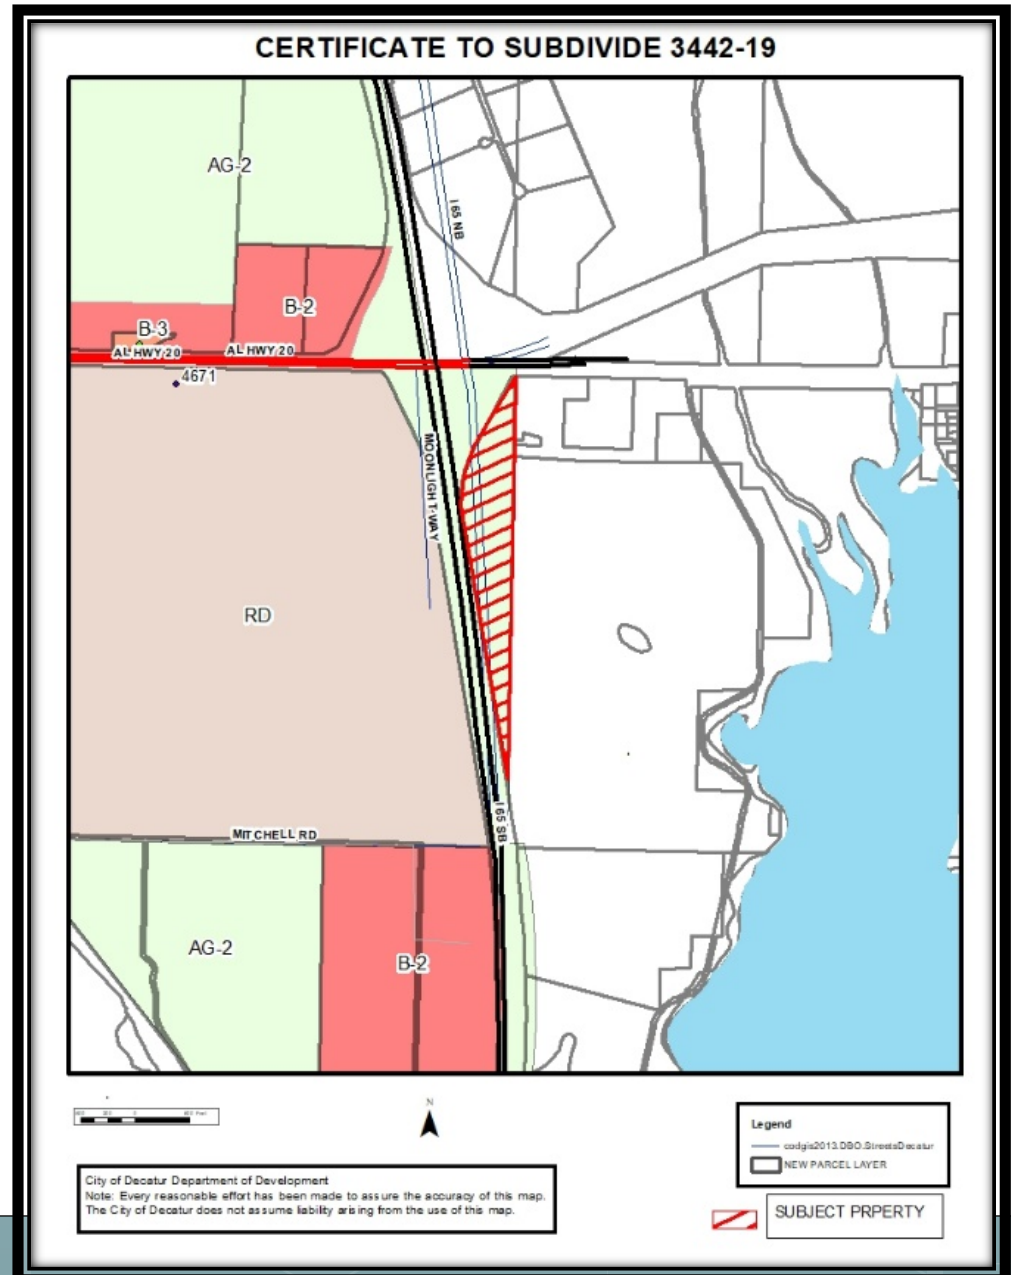 CERTIFICATE TO SUBDIVIDE 3442-19
AG-2
I 65 NB
B-2
B-3
AL HWY 20
AL HWY 20
4671
MOONLIGHT WAY
RD
I 65 SB
MITCHELL RD
AG-2
B-2
N
Legend
codgis2013.DBO.StreetsDecatur
NEW PARCEL LAYER
City of Decatur Department of Development
Note: Every reasonable effort has been made to assure the accuracy of this map.
The City of Decatur does not assume liability arising from the use of this map.
SUBJECT PRPERTY